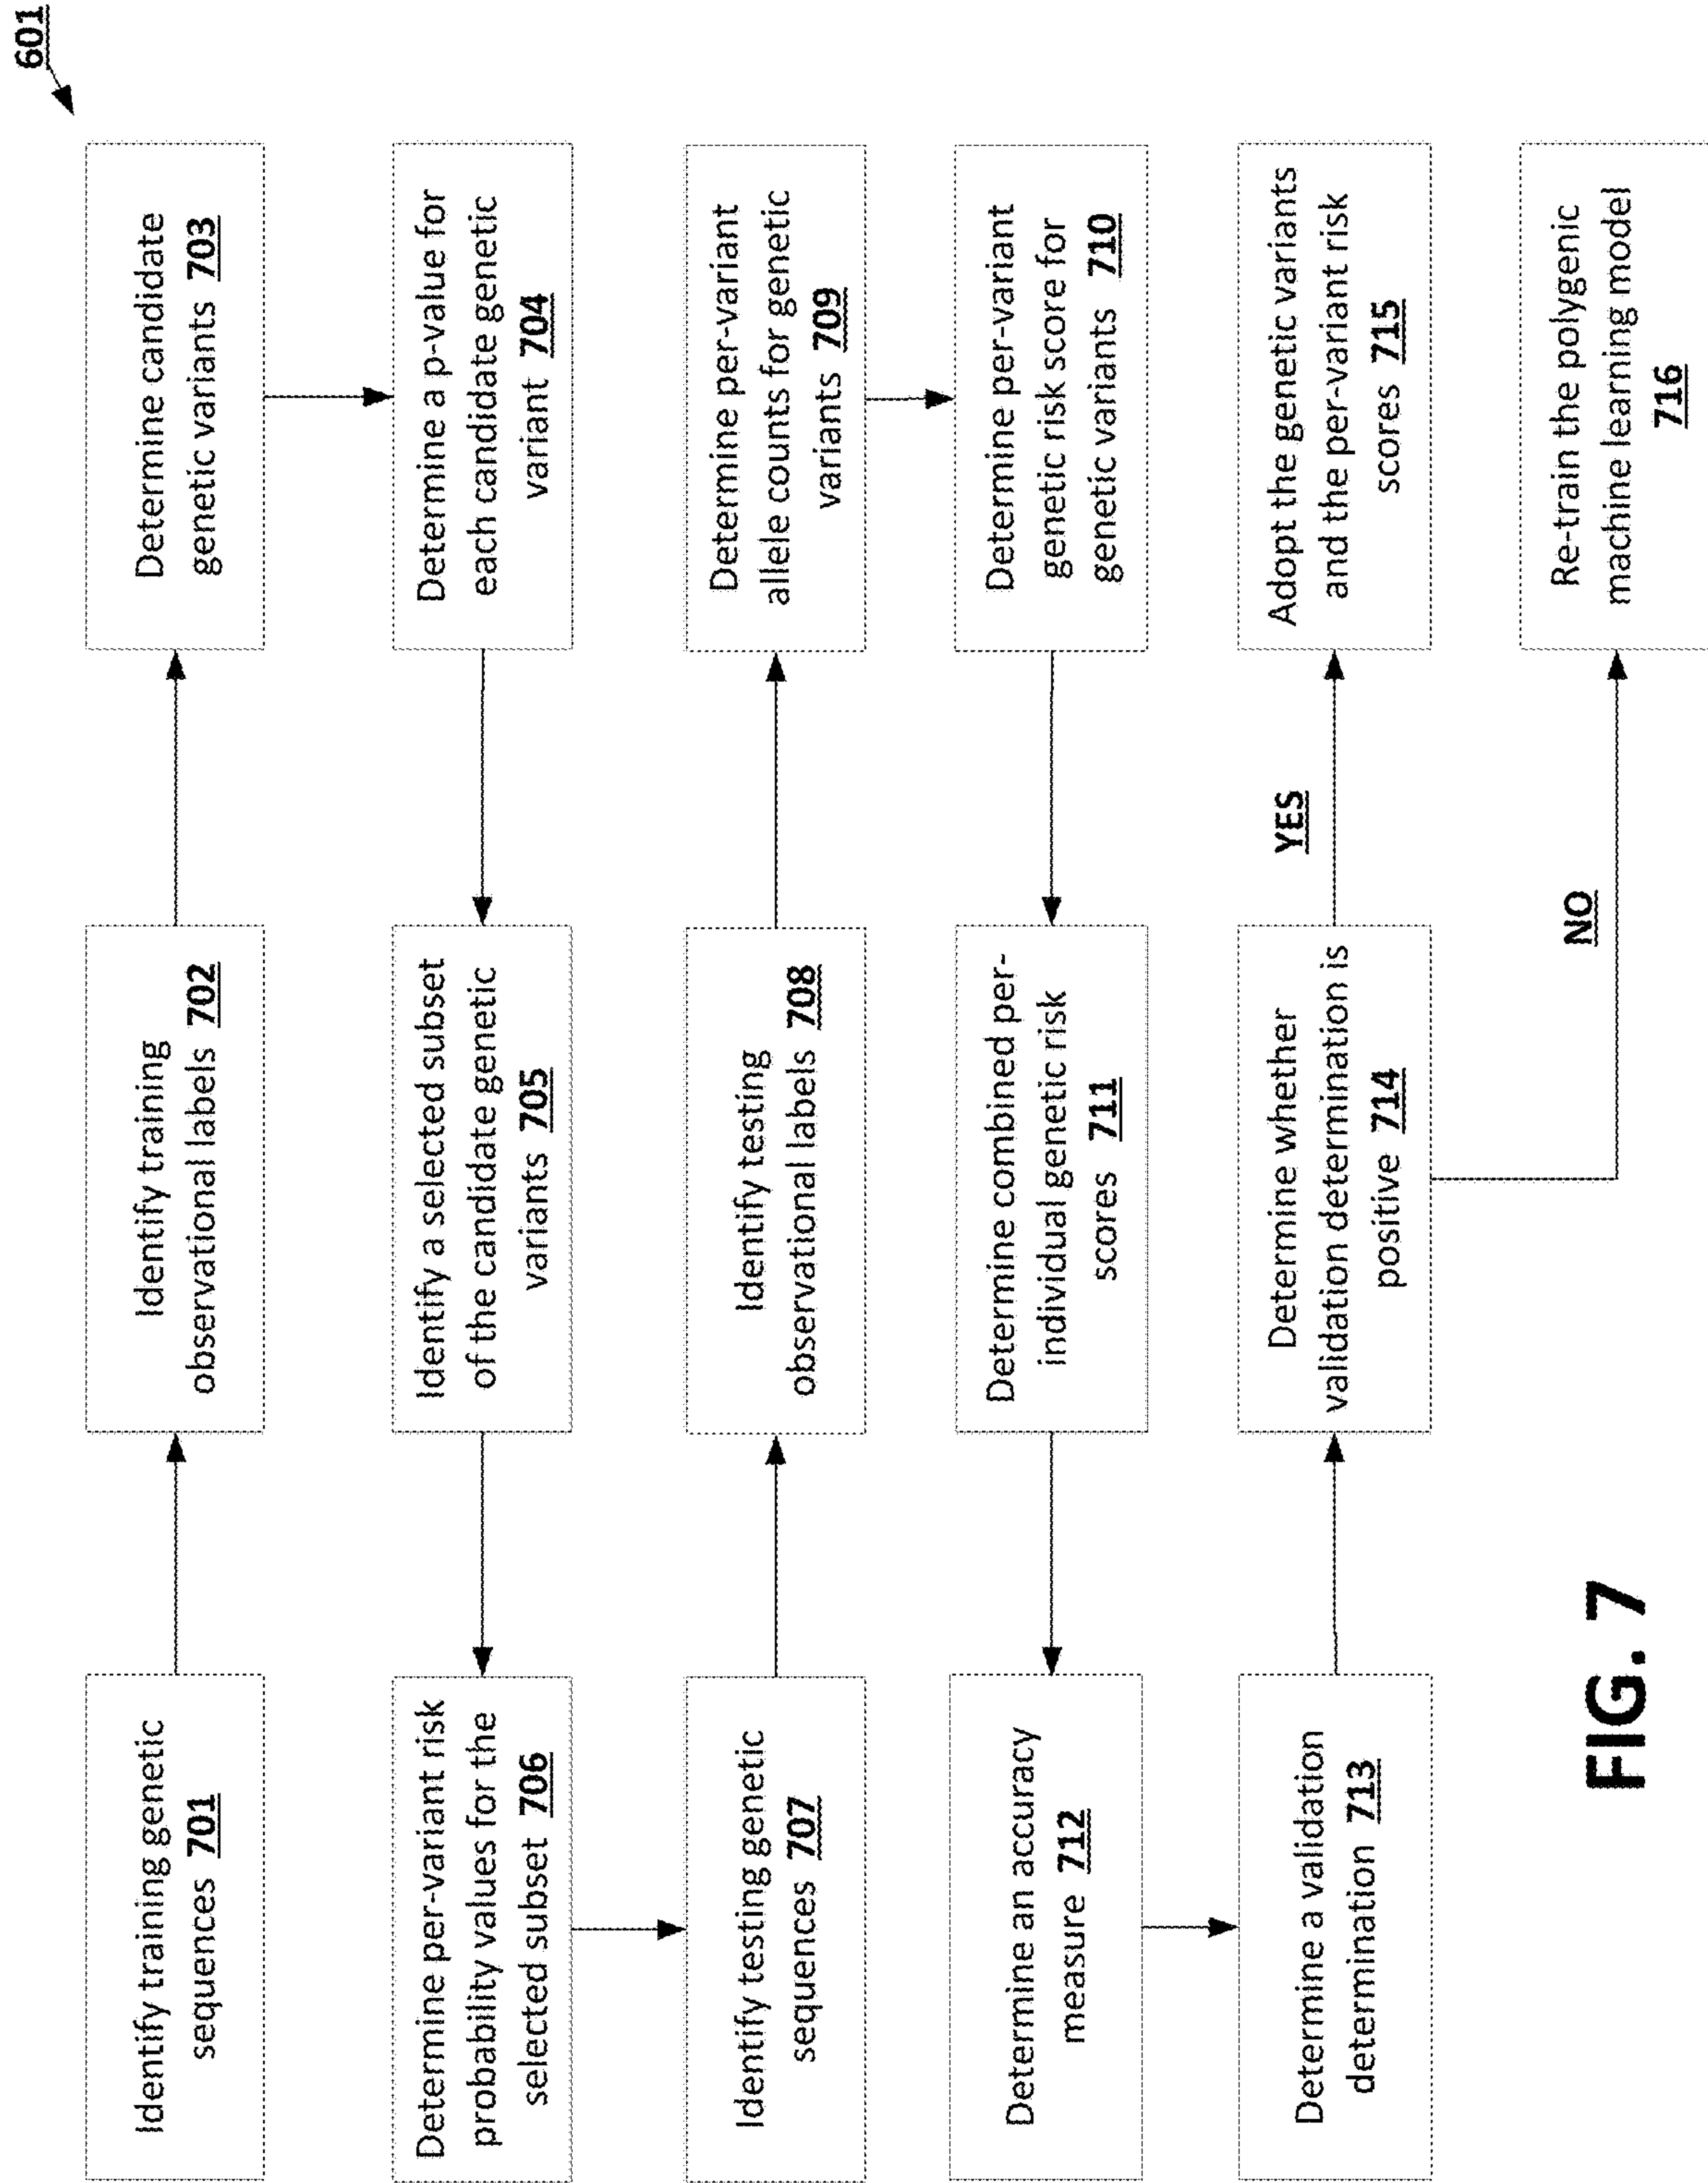 601
Identify training genetic
sequences 701
Identify training
observational labels 702
Determine candidate
genetic variants 703
Determine a p-value for
each candidate genetic
variant 704
Identify a selected subset
of the candidate genetic
variants 705
Determine per-variant risk
probability values for the
selected subset 706
Identify testing genetic
sequences 707
Identify testing
observational labels 708
Determine per-variant
allele counts for genetic
variants 709
Determine per-variant
genetic risk score for
genetic variants 710
Determine combined per-
individual genetic risk
scores 711
Determine an accuracy
measure 712
Determine a validation
determination 713
Determine whether
validation determination is
positive 714
YES
Adopt the genetic variants
and the per-variant risk
scores 715
NO
Re-train the polygenic
machine learning model
716
FIG. 7